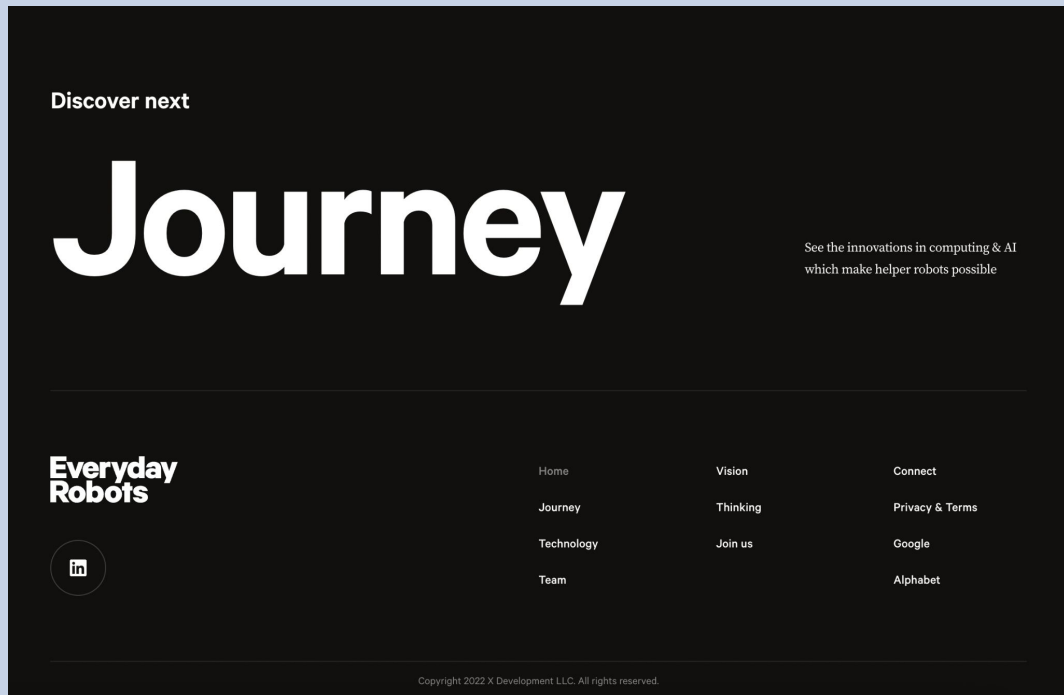 Discover next
Journey
See the innovations in computing & AI
which make helper robots possible
Everyday
Robots
in
Home
Journey
Technology
Team
Vision
Thinking
Join us
Connect
Privacy & Terms
Google
Alphabet
Copyright 2022 X Development LLC. All rights reserved.